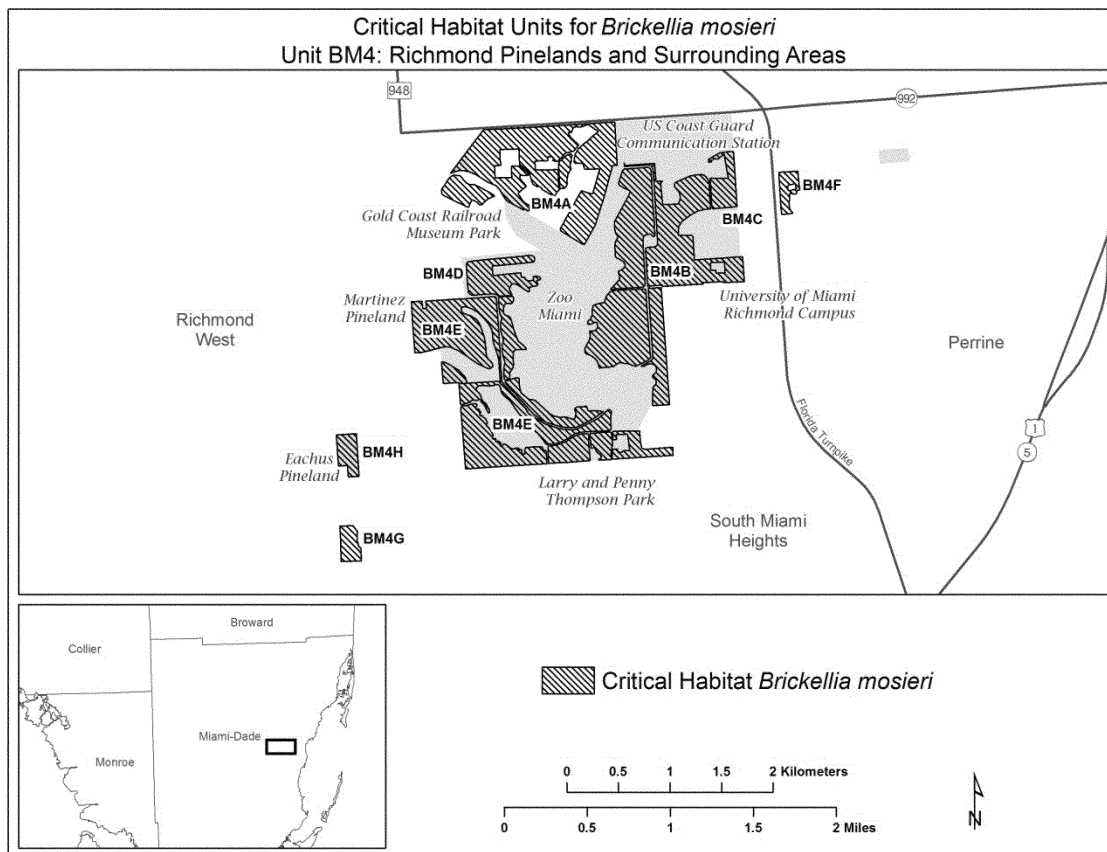 Critical Habitat Units for Brickellia mosieri
Unit BM4: Richmond Pinelands and Surrounding Areas
948
992
US Coast Guard
Communication Station
BM4F
BM4A
BM4C
Gold Coast Railroad
Museum Park
BM4D
BM4B
Martinez
Pineland
Zoo
Miami
University of Miami
Richmond Campus
Richmond
West
BM4E
Perrine
Florida Turnpike
BM4E
1
5
BM4H
Eachus
Pineland
Larry and Penny
Thompson Park
South Miami
Heights
BM4G
Broward
Collier
Miami-Dade
Monroe
Critical Habitat Brickellia mosieri
0 0.5 1 1.5 2 Kilometers
0 0.5 1 1.5 2 Miles
N